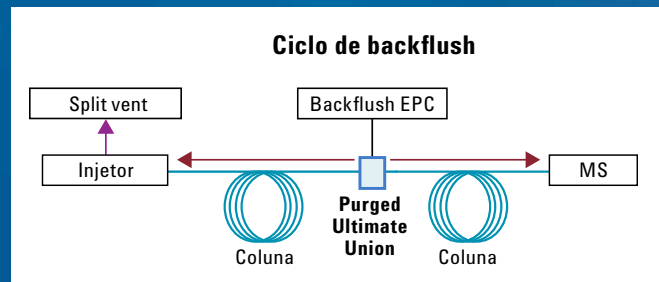 Ciclo de backflush
Split vent
Backflush EPC
Injetor
MS
Purged
Ultimate
Union
Coluna
Coluna